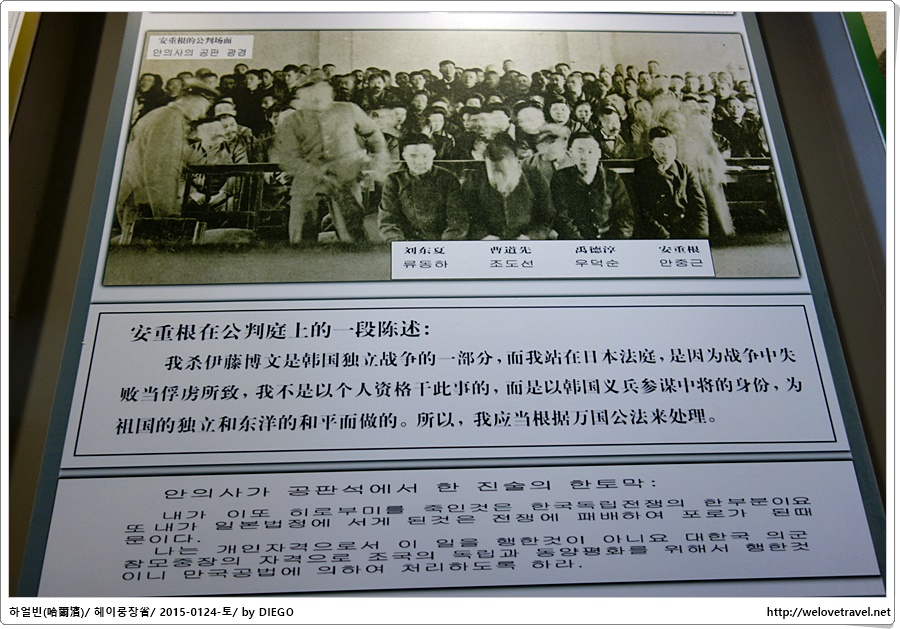 安重根的公判场面
안의사의 공판 광경
刘东夏 曹道先 禹德淳 安重根
류동하 조도선 우덕순 안중근
安重根在公判庭上的一段陈述：
我杀伊藤博文是韩国独立战争的一部分，而我站在日本法庭，是因为战争中失
败当俘虏所致，我不是以个人资格干此事的，而是以韩国义兵参谋中将的身份，为
祖国的独立和东洋的和平而做的。所以，我应当根据万国公法来处理。
안의사가 공판석에서 한 진술의 한토막:
내가 이또 히로부미를 죽인것은 한국독립전쟁의 한부분이요
또 내가 일본법정에 서게 된것은 전쟁에 패배하여 포로가 된때
문이다.
나는 개인자격으로서 이 일을 행한것이 아니요 대한국 의군
참모중장의 자격으로 조국의 독립과 동양평화를 위해서 행한것
이니 만국공법에 의하여 처리하도록 하라.
하얼빈(哈爾濱)/ 헤이룽장省/ 2015-0124-토/ by DIEGO
http://welovetravel.net